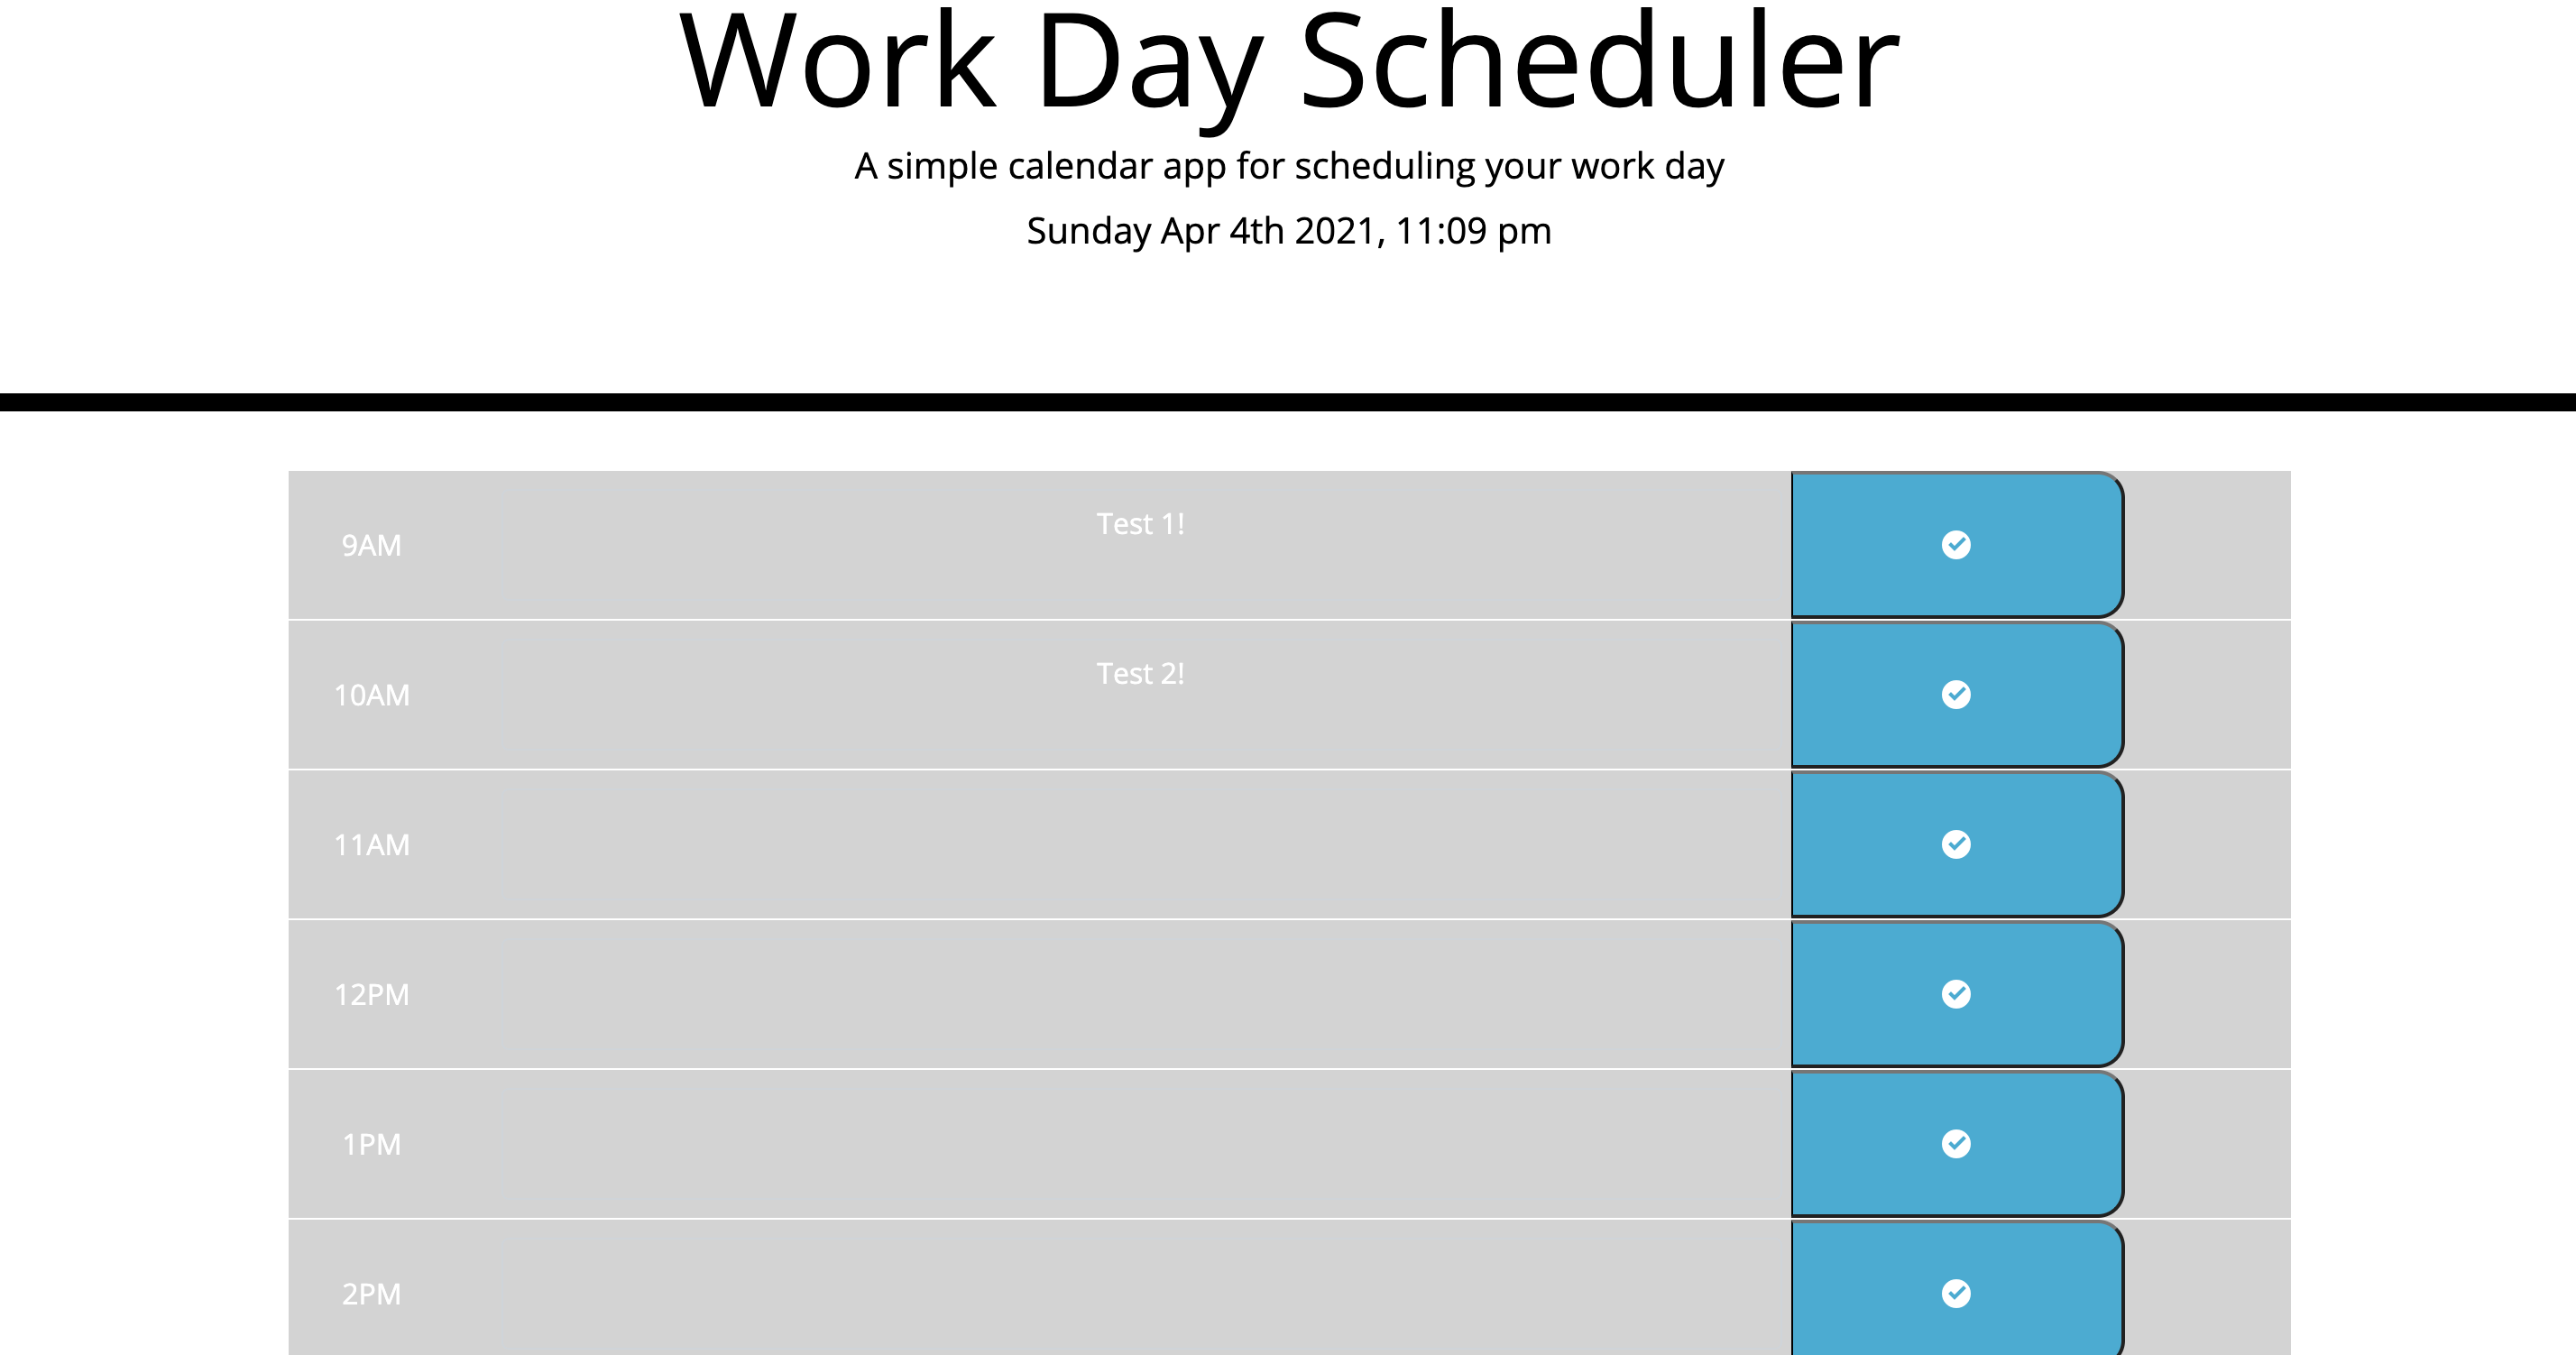 Work Day Scheduler
A simple calendar app for scheduling your work day
Sunday Apr 4th 2021, 11:09 pm
9AM Test 1!
10AM Test 2!
11AM
12PM
1PM
2PM